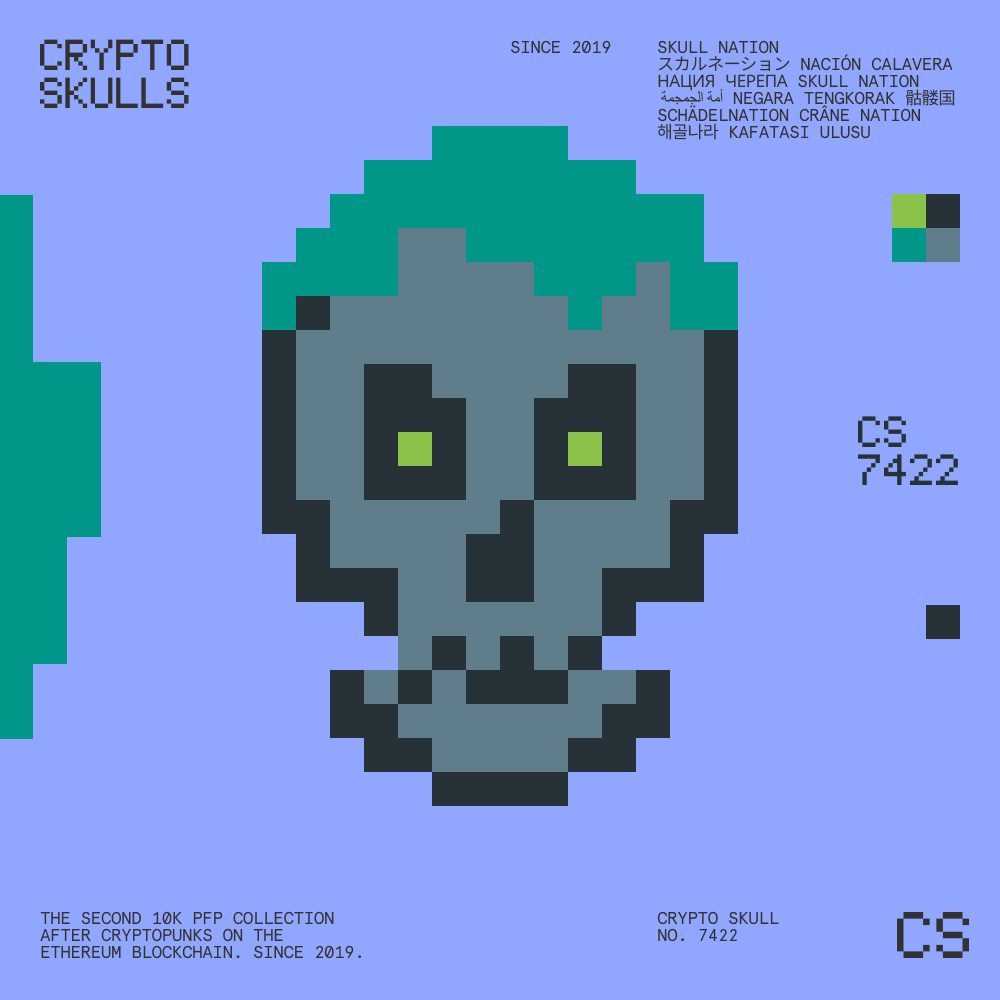 CRYPTO
SKULLS
SINCE 2019
SKULL NATION
スカルネーション NACIÓN CALAVERA
НАЦИЯ ЧЕРЕПА SKULL NATION
أمة الجمجمة NEGARA TENGKORAK 骷髅国
SCHÄDELNATION CRÂNE NATION
해골나라 KAFATASI ULUSU
CS
7422
THE SECOND 10K PFP COLLECTION
AFTER CRYPTOPUNKS ON THE
ETHEREUM BLOCKCHAIN. SINCE 2019.
CRYPTO SKULL
NO. 7422
CS